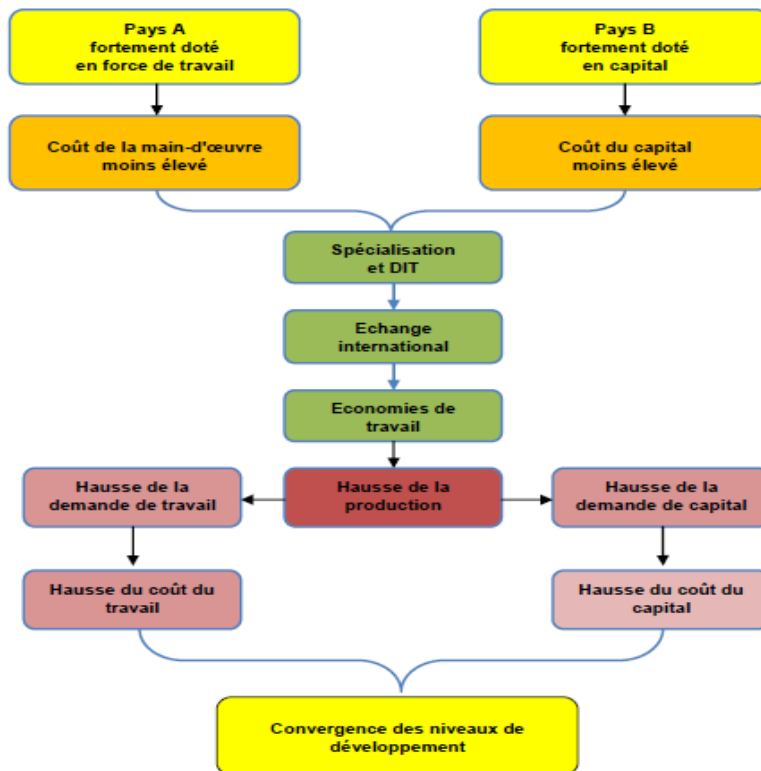 Pays A
fortement doté
en force de travail
Pays B
fortement doté
en capital
Coût de la main-d'œuvre
moins élevé
Coût du capital
moins élevé
Spécialisation
et DIT
Echange
international
Economies de
travail
Hausse de la
demande de travail
Hausse de la
production
Hausse de la
demande de capital
Hausse du coût du
travail
Hausse du coût du
capital
Convergence des niveaux de
développement